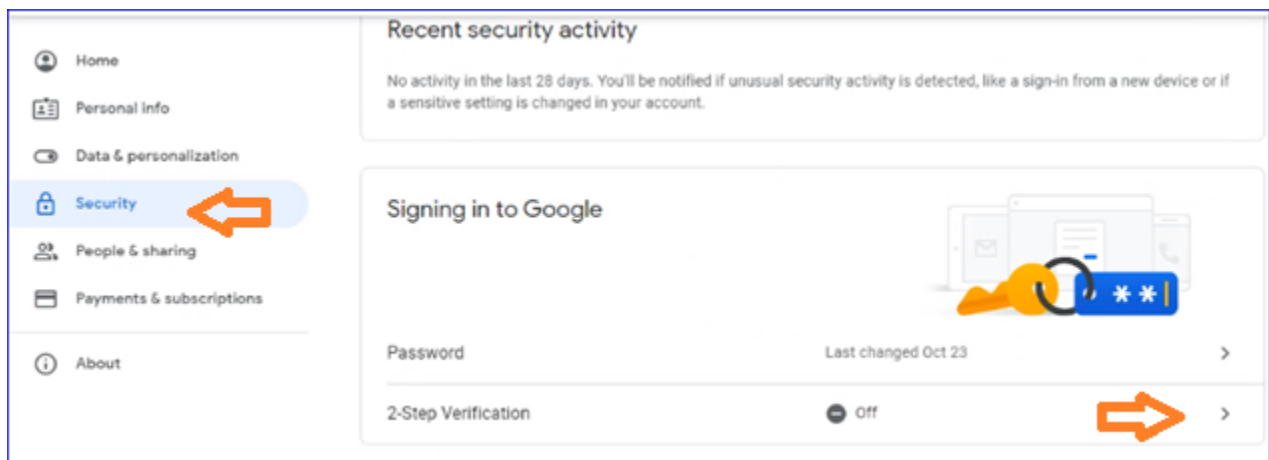 Home
Personal info
Data & personalization
Security
People & sharing
Payments & subscriptions
About
Recent security activity
No activity in the last 28 days. You'll be notified if unusual security activity is detected, like a sign-in from a new device or if
a sensitive setting is changed in your account.
Signing in to Google
**
Password Last changed Oct 23
2-Step Verification Off